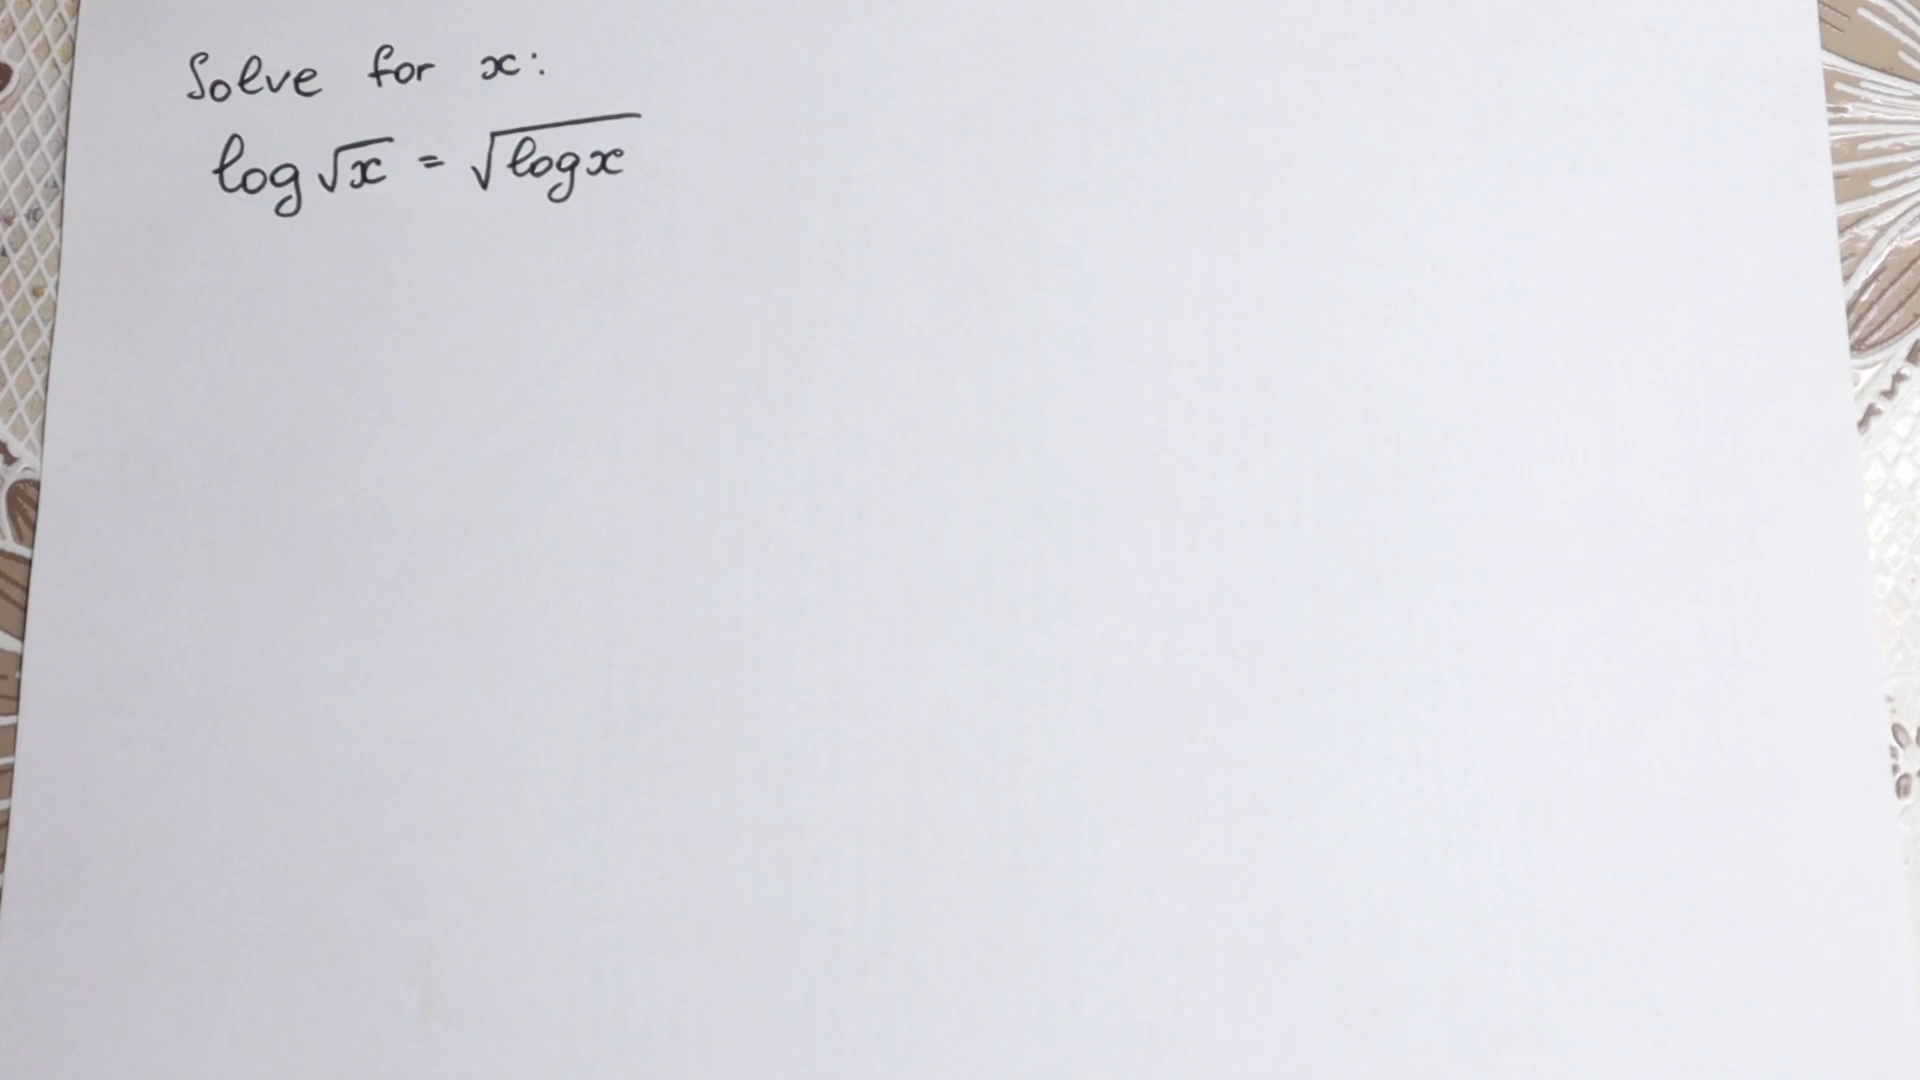 Solve for x:
log √x = √log x